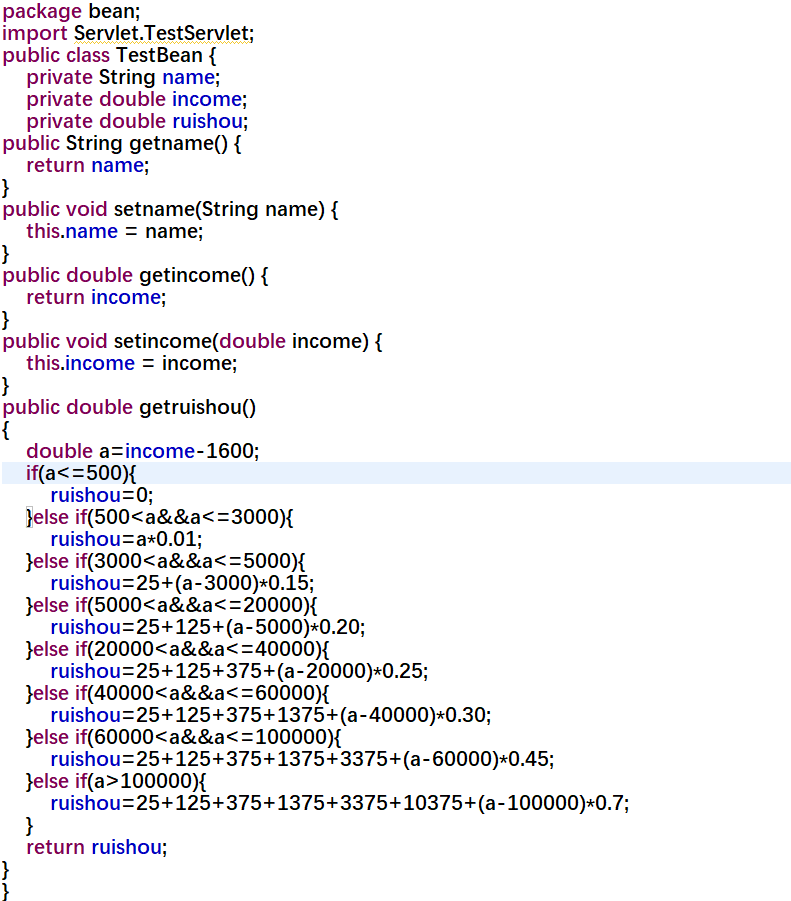 package bean;
import Servlet.TestServlet;
public class TestBean {
    private String name;
    private double income;
    private double ruishou;
public String getname() {
    return name;
}
public void setname(String name) {
    this.name = name;
}
public double getincome() {
    return income;
}
public void setincome(double income) {
    this.income = income;
}
public double getruishou()
{
    double a=income-1600;
    if(a<=500){
        ruishou=0;
    }else if(500<a&&a<=3000){
        ruishou=a*0.01;
    }else if(3000<a&&a<=5000){
        ruishou=25+(a-3000)*0.15;
    }else if(5000<a&&a<=20000){
        ruishou=25+125+(a-5000)*0.20;
    }else if(20000<a&&a<=40000){
        ruishou=25+125+375+(a-20000)*0.25;
    }else if(40000<a&&a<=60000){
        ruishou=25+125+375+1375+(a-40000)*0.30;
    }else if(60000<a&&a<=100000){
        ruishou=25+125+375+1375+3375+(a-60000)*0.45;
    }else if(a>100000){
        ruishou=25+125+375+1375+3375+10375+(a-100000)*0.7;
    }
    return ruishou;
}
}